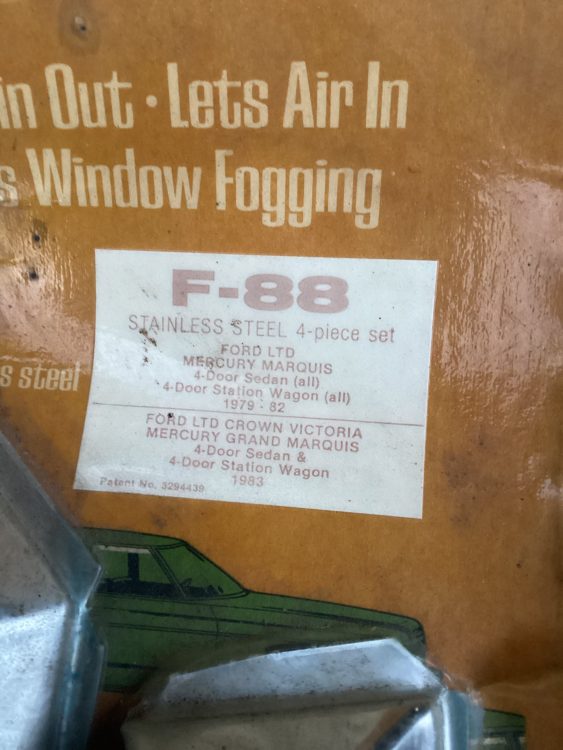 in Out · Lets Air In
s Window Fogging
F-88
STAINLESS STEEL 4-piece set
FORD LTD
MERCURY MARQUIS
4-Door Sedan (all)
4-Door Station Wagon (all)
1979 - 82
s steel
FORD LTD CROWN VICTORIA
MERCURY GRAND MARQUIS
4-Door Sedan &
4-Door Station Wagon
1983
Patent No. 3294439